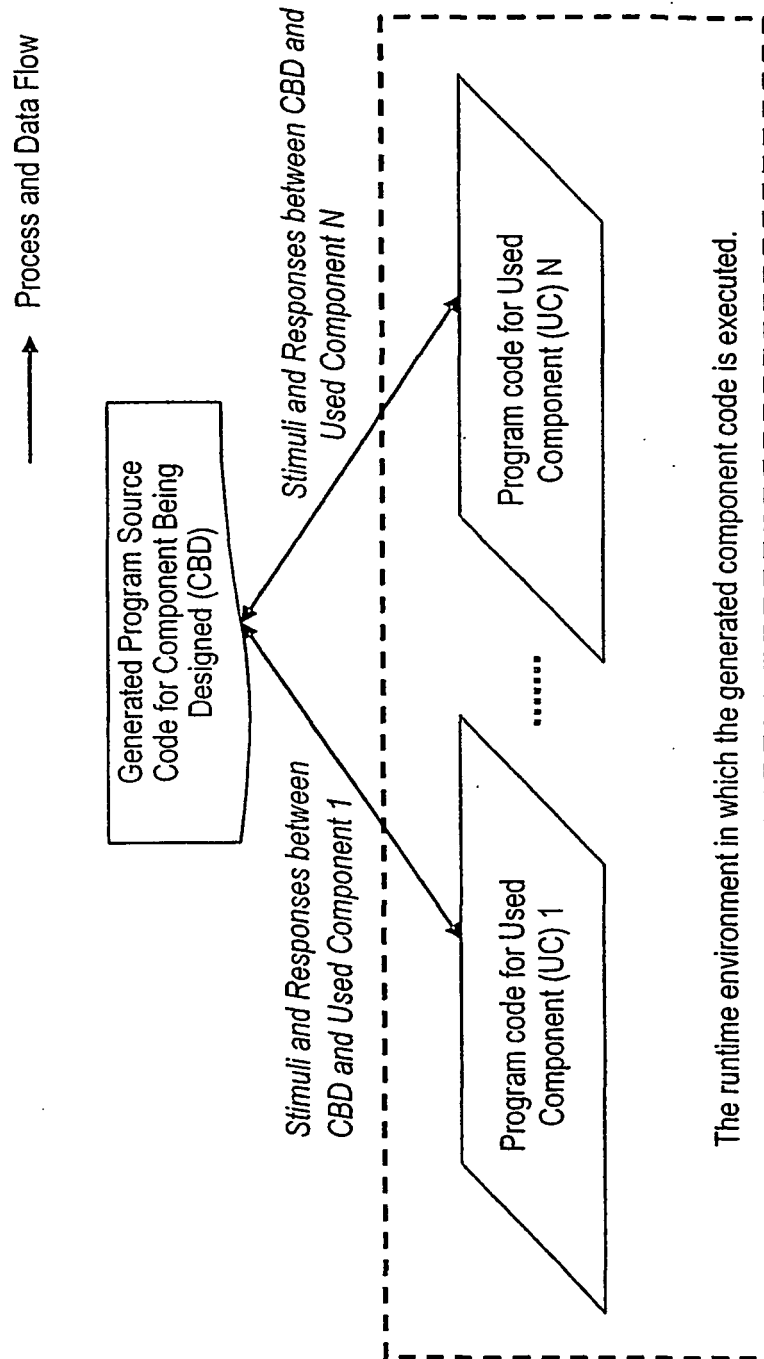 Process and Data Flow
Generated Program Source
Code for Component Being
Designed (CBD)
Stimuli and Responses between
CBD and Used Component 1
Stimuli and Responses between CBD and
Used Component N
Program code for Used
Component (UC) 1
.......
Program code for Used
Component (UC) N
The runtime environment in which the generated component code is executed.